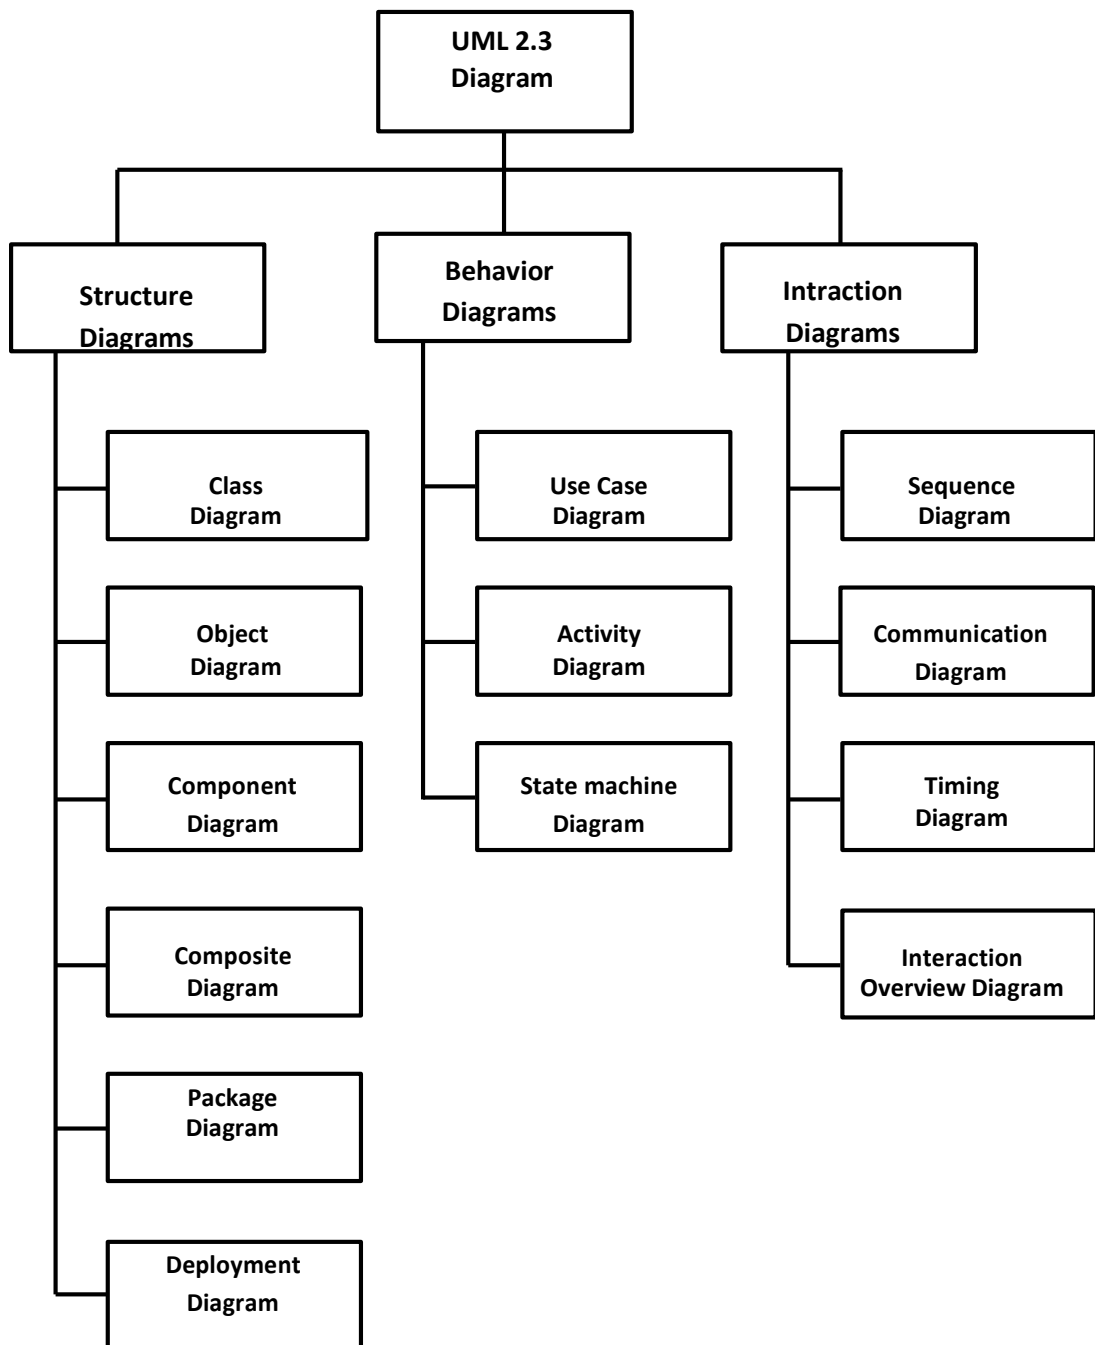 UML 2.3
Diagram
Structure
Diagrams
Behavior
Diagrams
Intraction
Diagrams
Class
Diagram
Object
Diagram
Component
Diagram
Composite
Diagram
Package
Diagram
Deployment
Diagram
Use Case
Diagram
Activity
Diagram
State machine
Diagram
Sequence
Diagram
Communication
Diagram
Timing
Diagram
Interaction
Overview Diagram